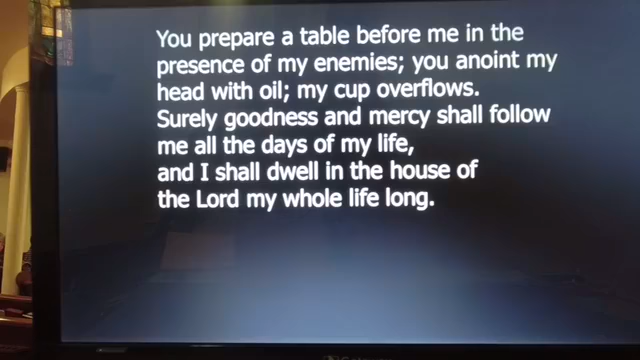 You prepare a table before me in the
presence of my enemies; you anoint my
head with oil; my cup overflows.
Surely goodness and mercy shall follow
me all the days of my life,
and I shall dwell in the house of
the Lord my whole life long.